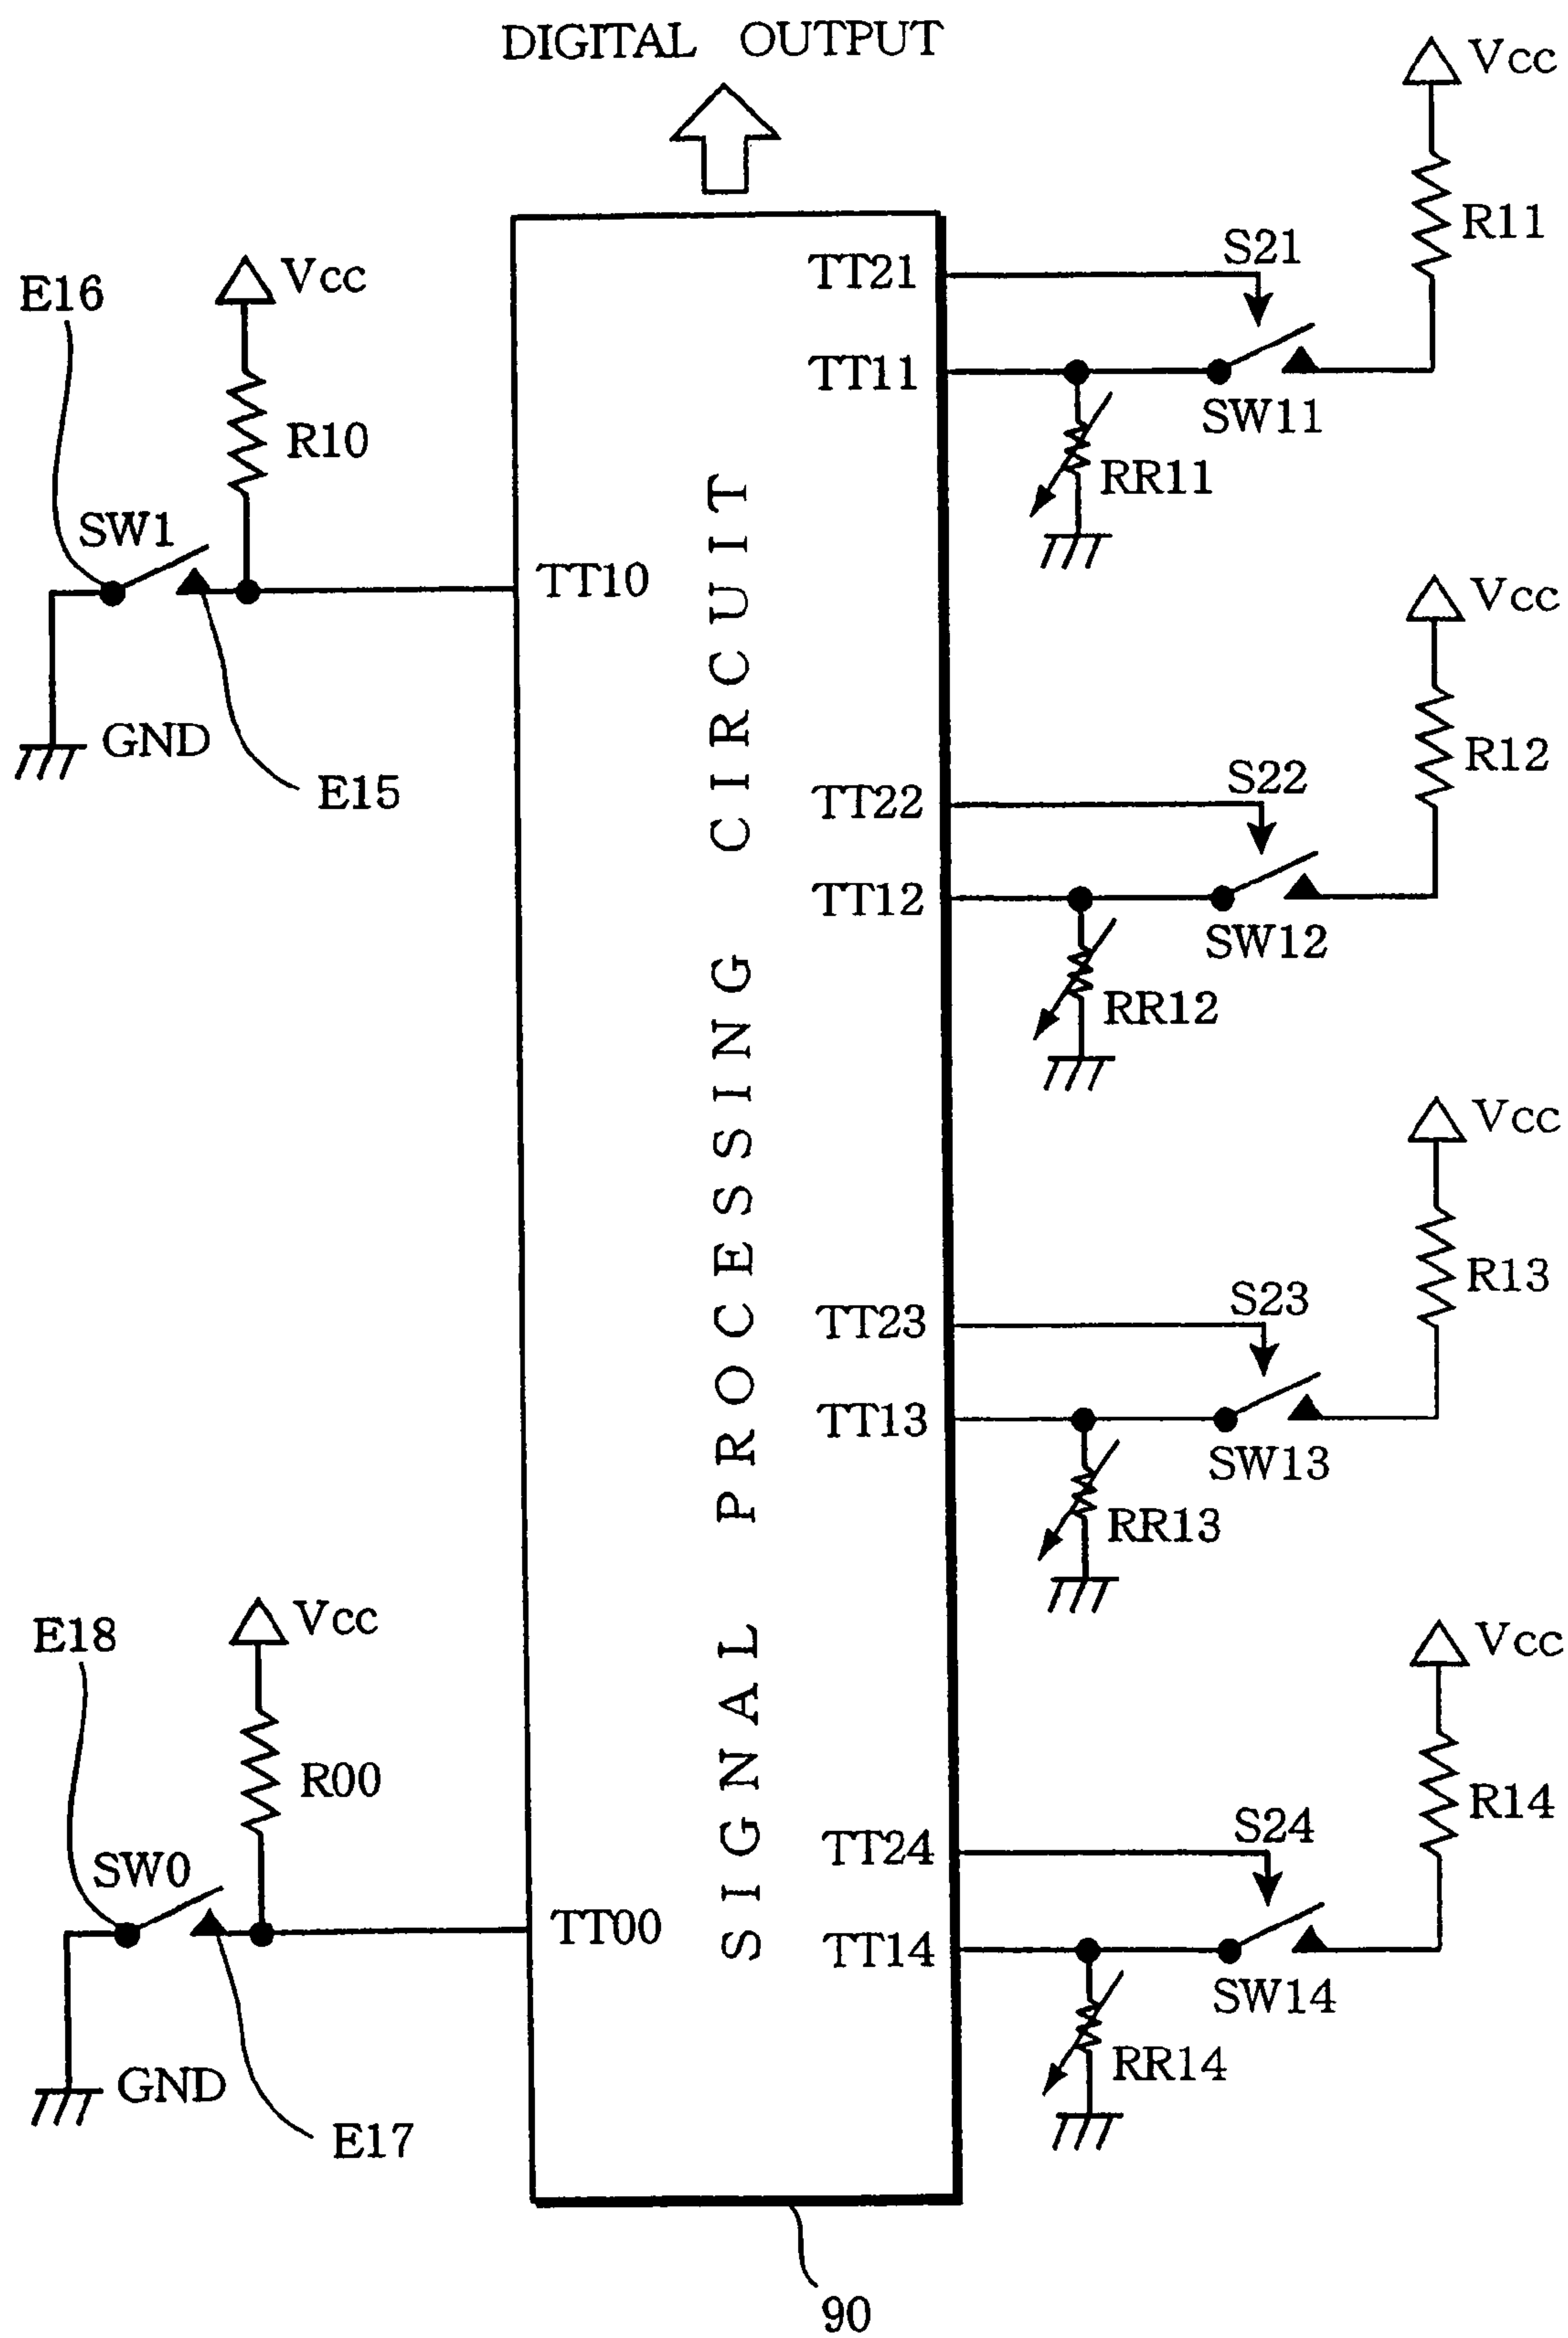 DIGITAL OUTPUT
Vcc
R11
S21
TT21
TT11
SW11
RR11
E16
Vcc
R10
SW1
TT10
GND
E15
Vcc
R12
S22
TT22
TT12
SW12
RR12
SIGNAL PROCESSING CIRCUIT
Vcc
R13
S23
TT23
TT13
SW13
RR13
E18
Vcc
R00
SW0
TT00
GND
E17
Vcc
R14
S24
TT24
TT14
SW14
RR14
90